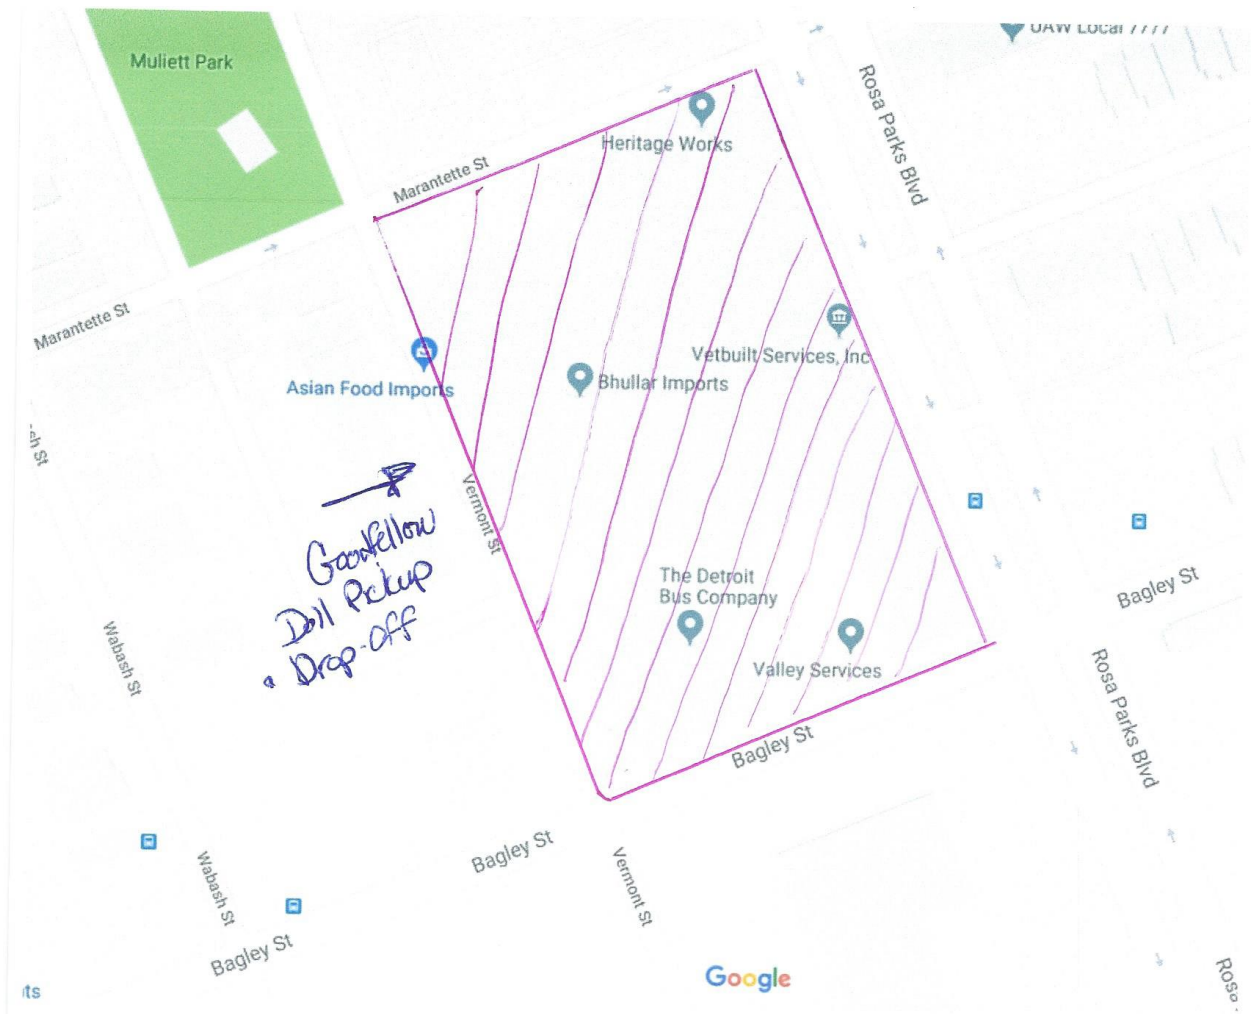 UAW Local 7777
Muliett Park
Rosa Parks Blvd
Heritage Works
Marantette St
Marantette St
Vetbuilt Services, Inc
Bhullar Imports
Asian Food Imports
Vermont St
Goodfellow
Doll Pickup
Drop-Off
The Detroit
Bus Company
Valley Services
Bagley St
Wabash St
Rosa Parks Blvd
Bagley St
Bagley St
Vermont St
Wabash St
Bagley St
Google